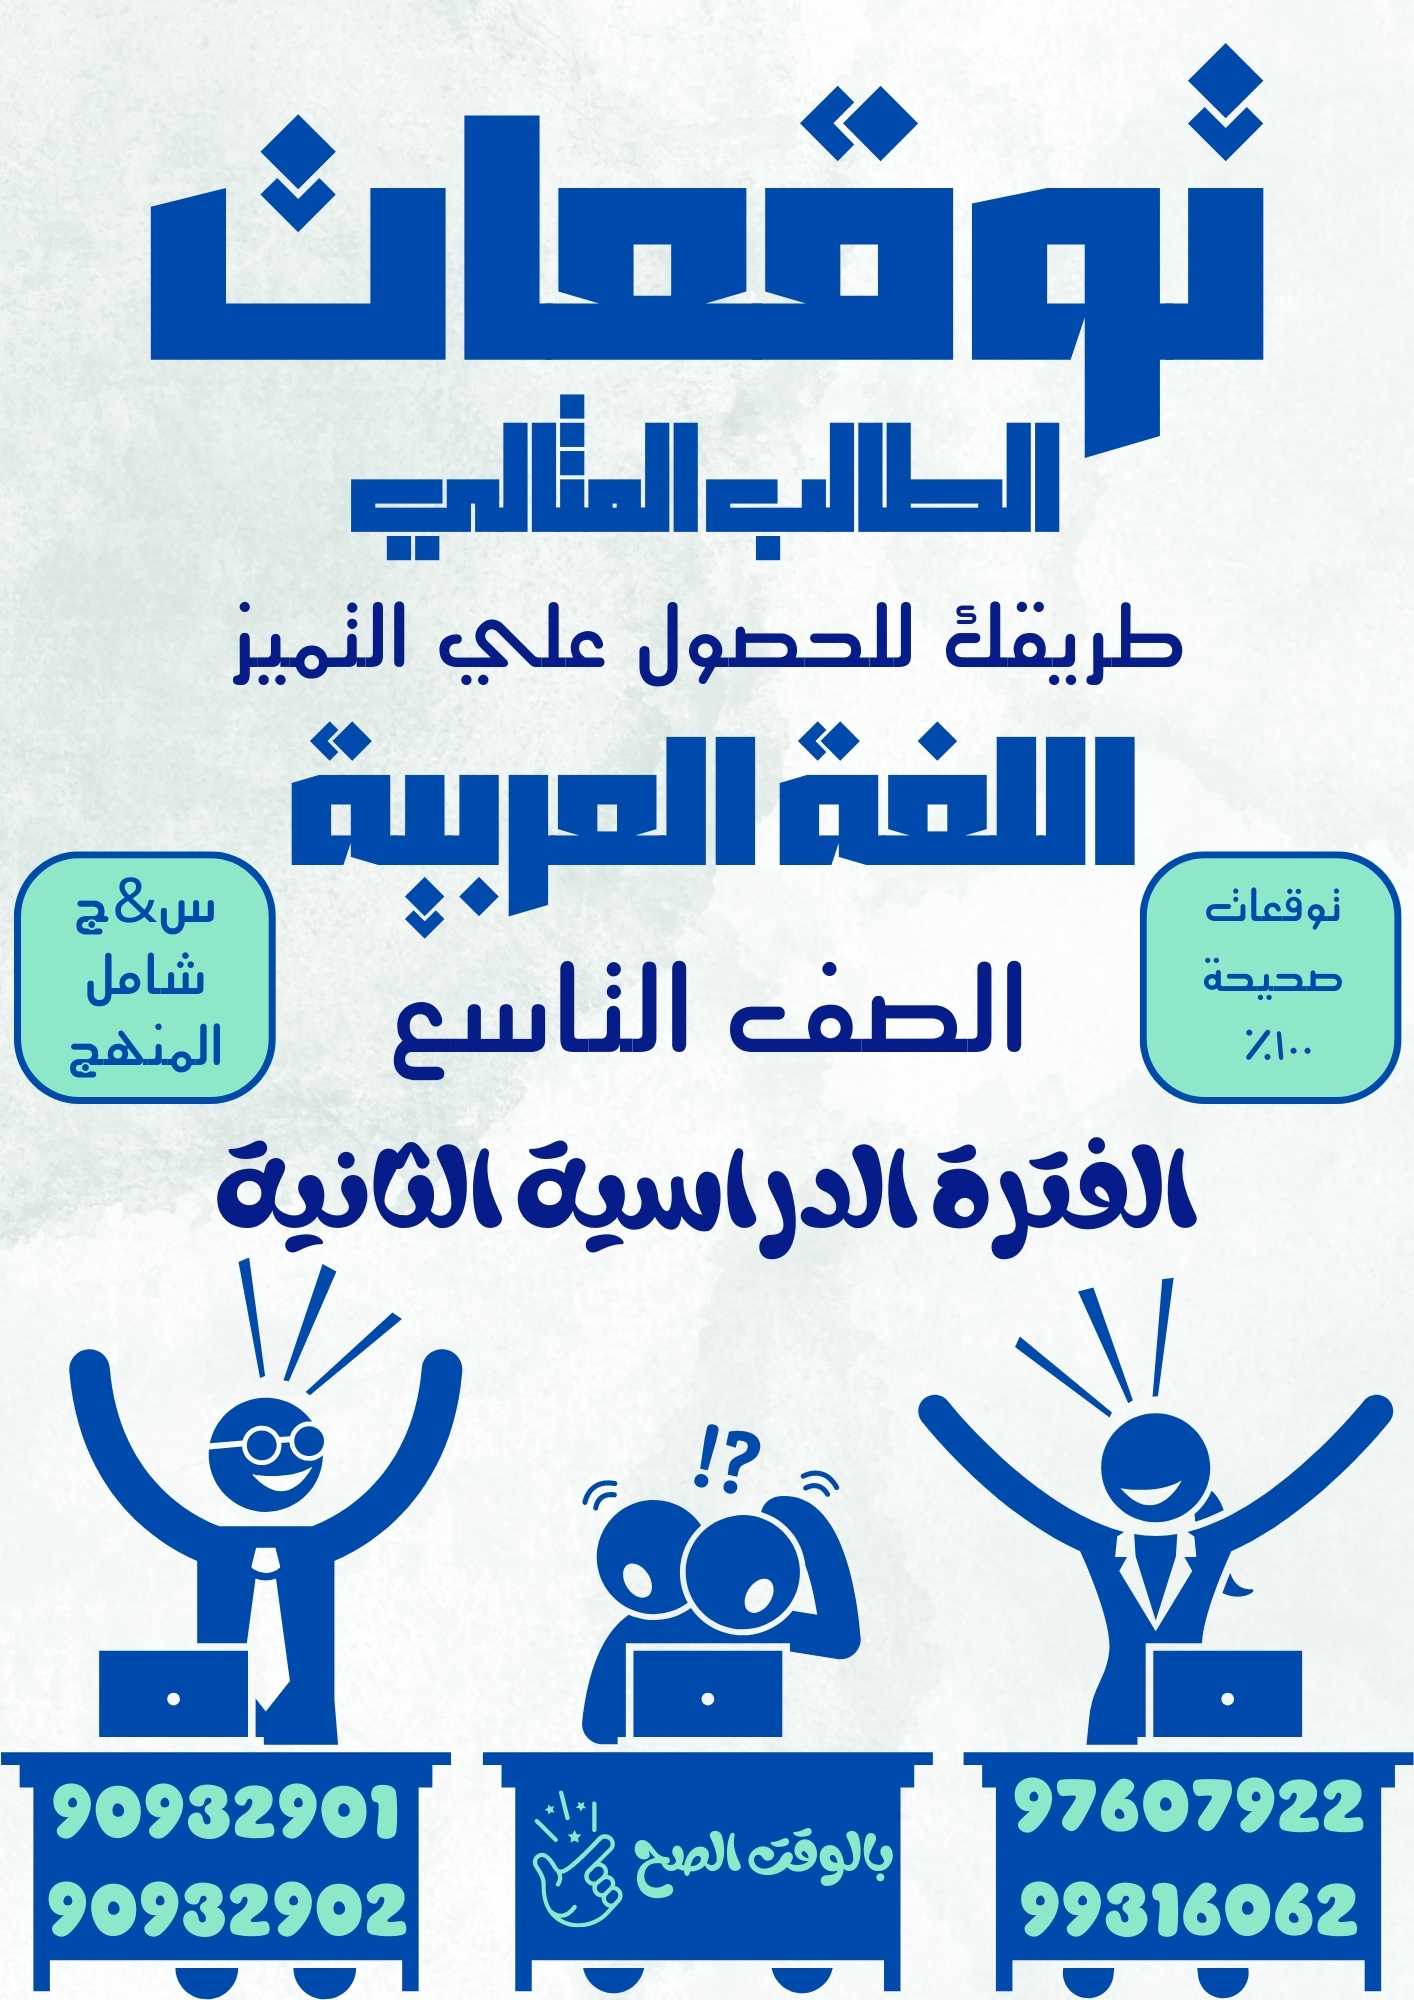 توقعات
الطالب المثالي
طريقك للحصول علي التميز
اللغة العربية
توقعات
صحيحة
١٠٠٪
س&ج
شامل
المنهج
الصف التاسع
الفترة الدراسية الثانية
!?
97607922
99316062
بالوقت الصح
90932901
90932902